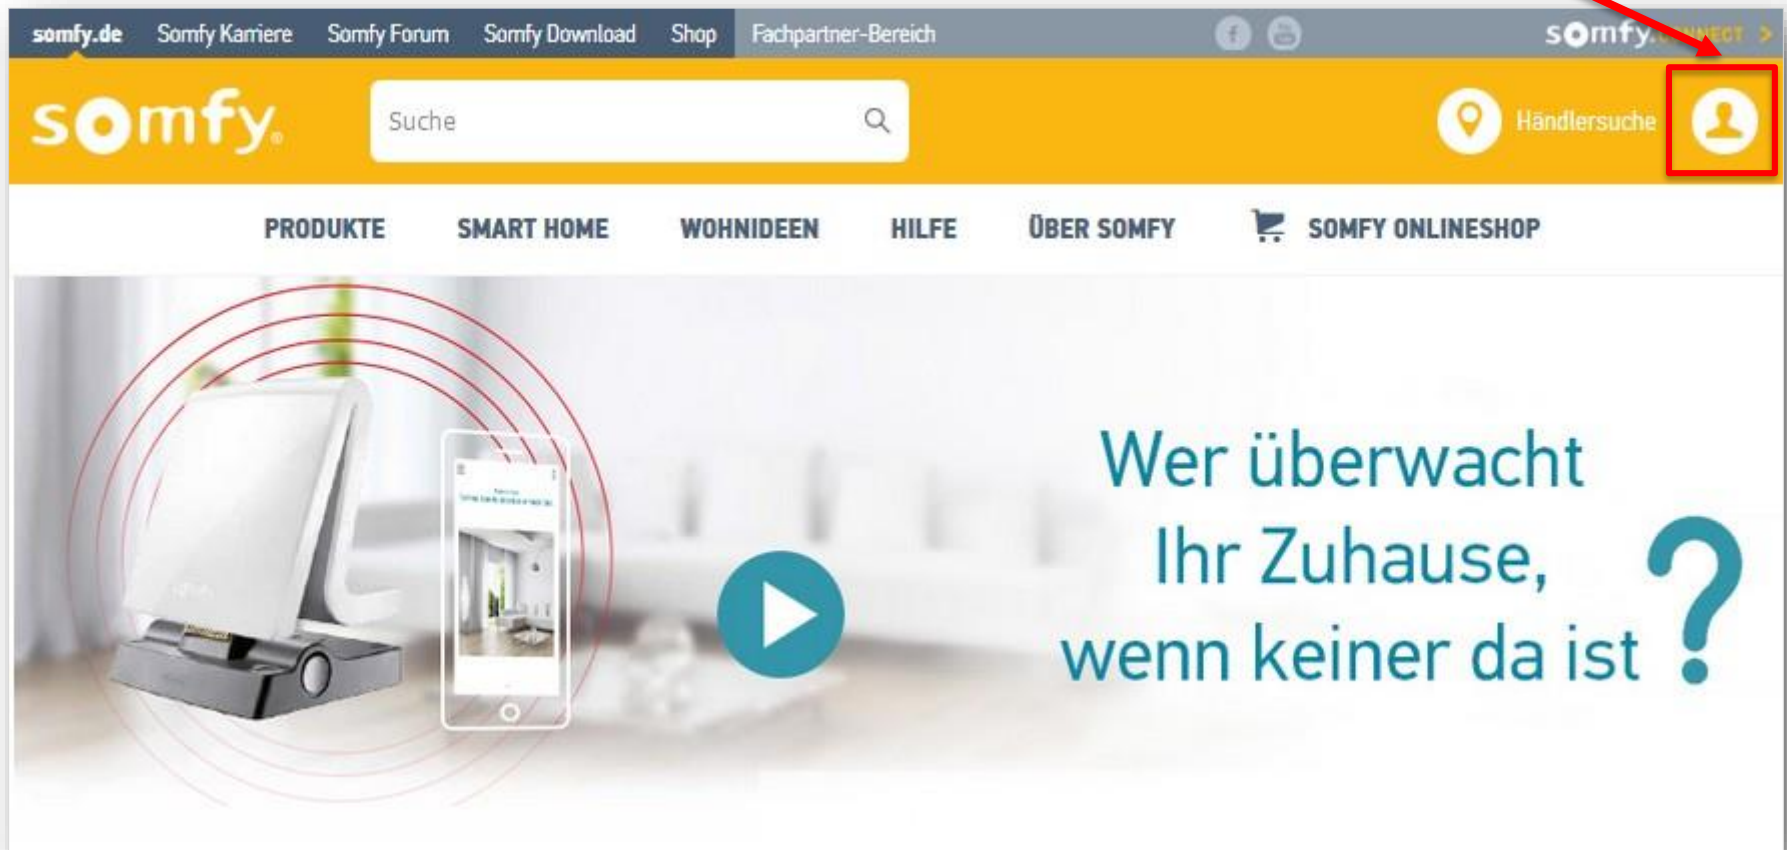 somfy.de Somfy Karriere Somfy Forum Somfy Download Shop Fachpartner-Bereich somfy. CONNECT >
somfy. Suche Händlersuche
PRODUKTE SMART HOME WOHNIDEEN HILFE ÜBER SOMFY SOMFY ONLINESHOP
Wer überwacht
Ihr Zuhause,
wenn keiner da ist ?